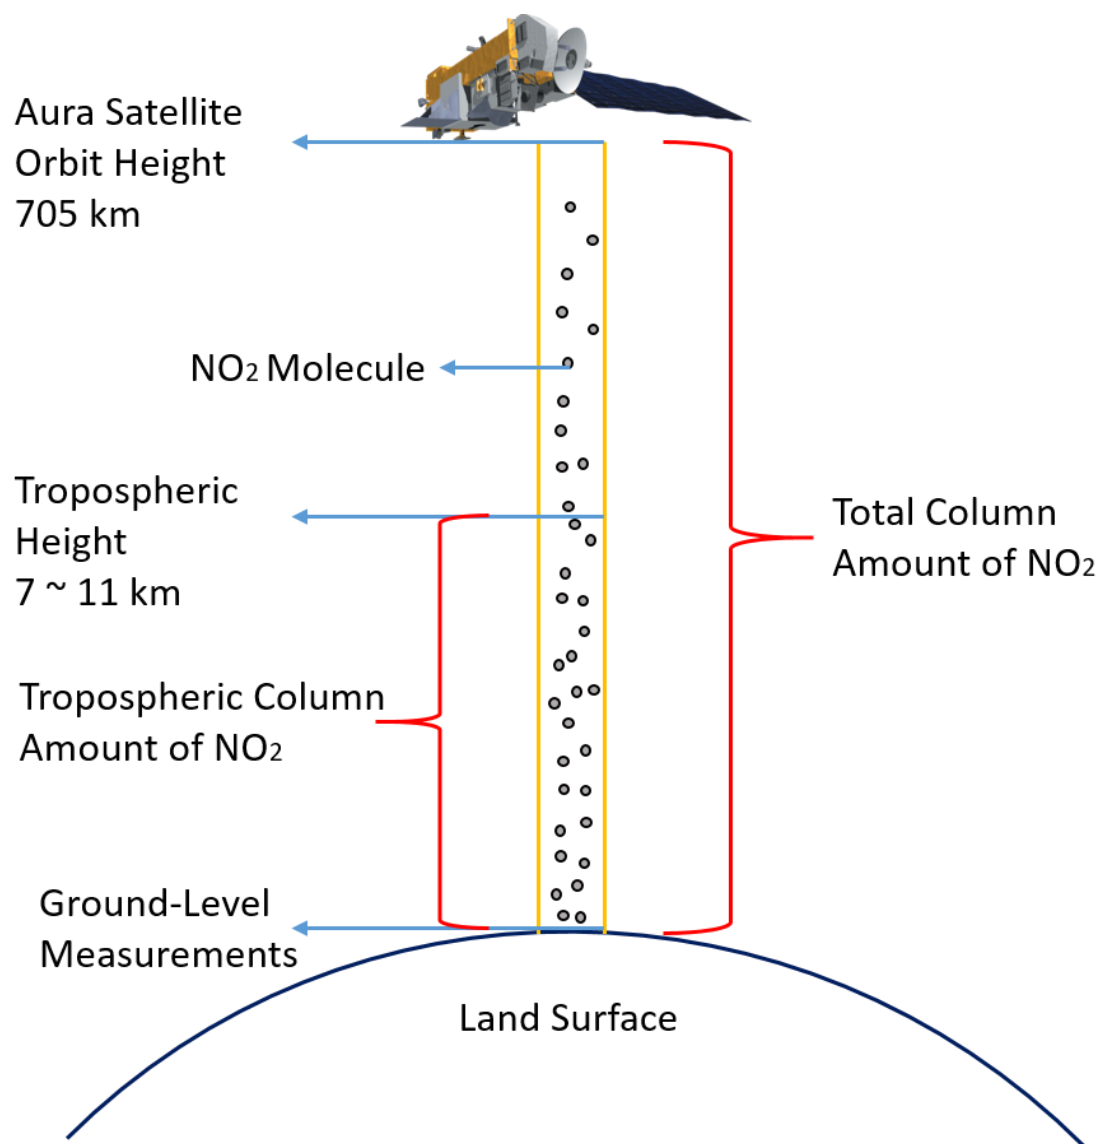 Aura Satellite
Orbit Height
705 km
NO₂ Molecule
Tropospheric
Height
7 ~ 11 km
Total Column
Amount of NO₂
Tropospheric Column
Amount of NO₂
Ground-Level
Measurements
Land Surface